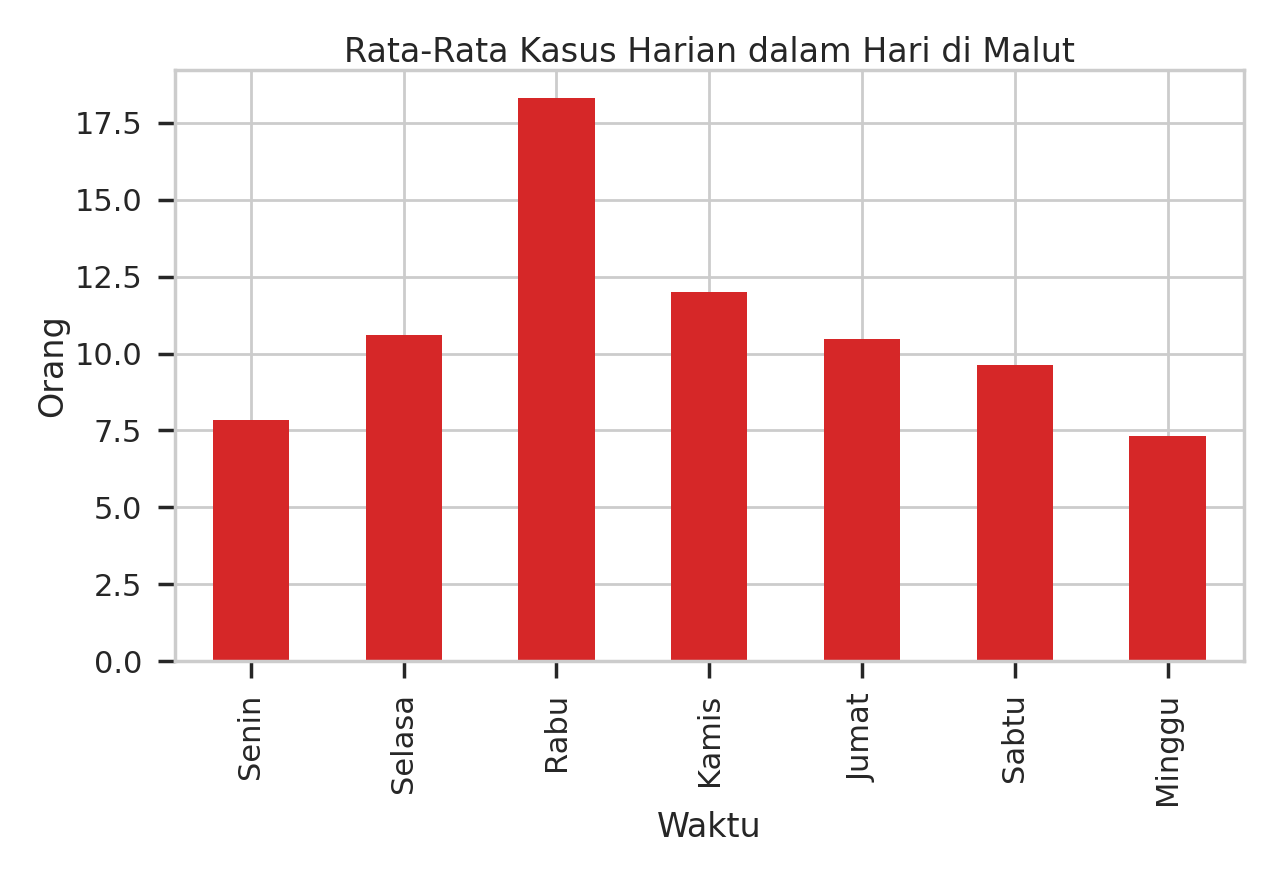 Rata-Rata Kasus Harian dalam Hari di Malut
17.5
15.0
12.5
10.0
7.5
5.0
2.5
0.0
Orang
Senin
Selasa
Rabu
Kamis
Jumat
Sabtu
Minggu
Waktu